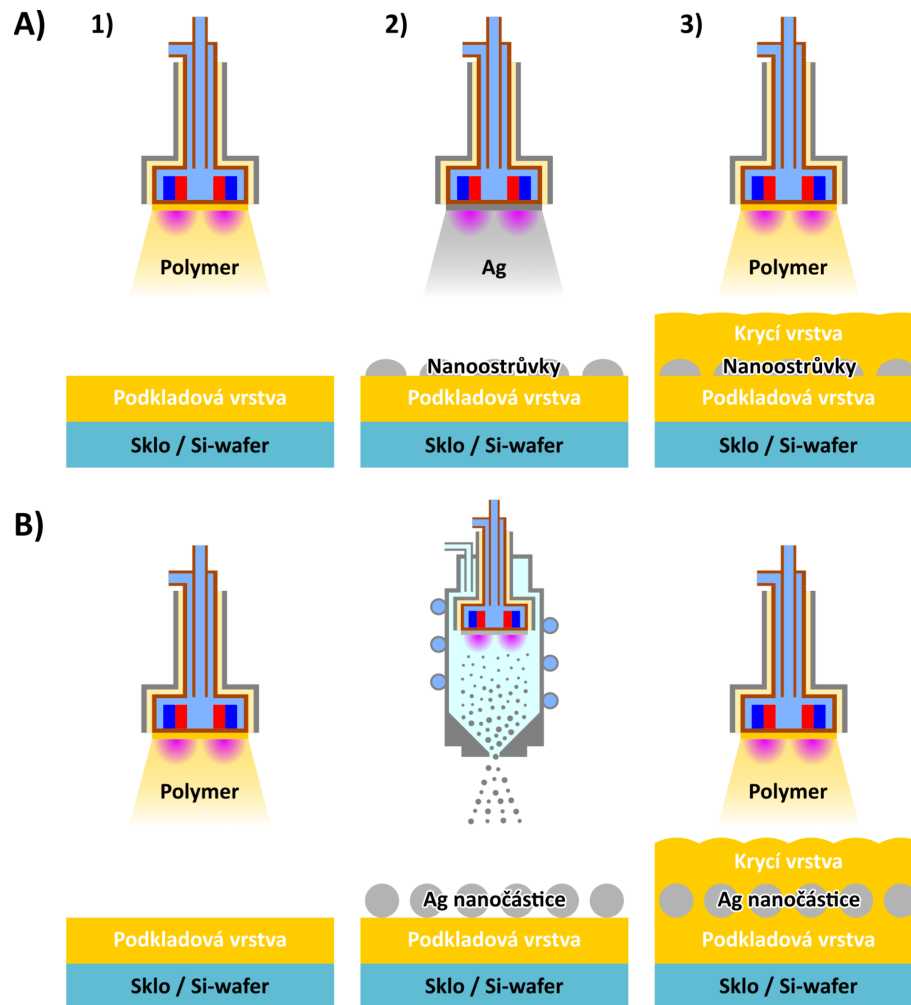 A)
1)
2)
3)
Polymer
Ag
Polymer
Krycí vrstva
Nanoostrůvky
Nanoostrůvky
Podkladová vrstva
Podkladová vrstva
Podkladová vrstva
Sklo / Si-wafer
Sklo / Si-wafer
Sklo / Si-wafer
B)
Polymer
Polymer
Krycí vrstva
Ag nanočástice
Ag nanočástice
Podkladová vrstva
Podkladová vrstva
Podkladová vrstva
Sklo / Si-wafer
Sklo / Si-wafer
Sklo / Si-wafer